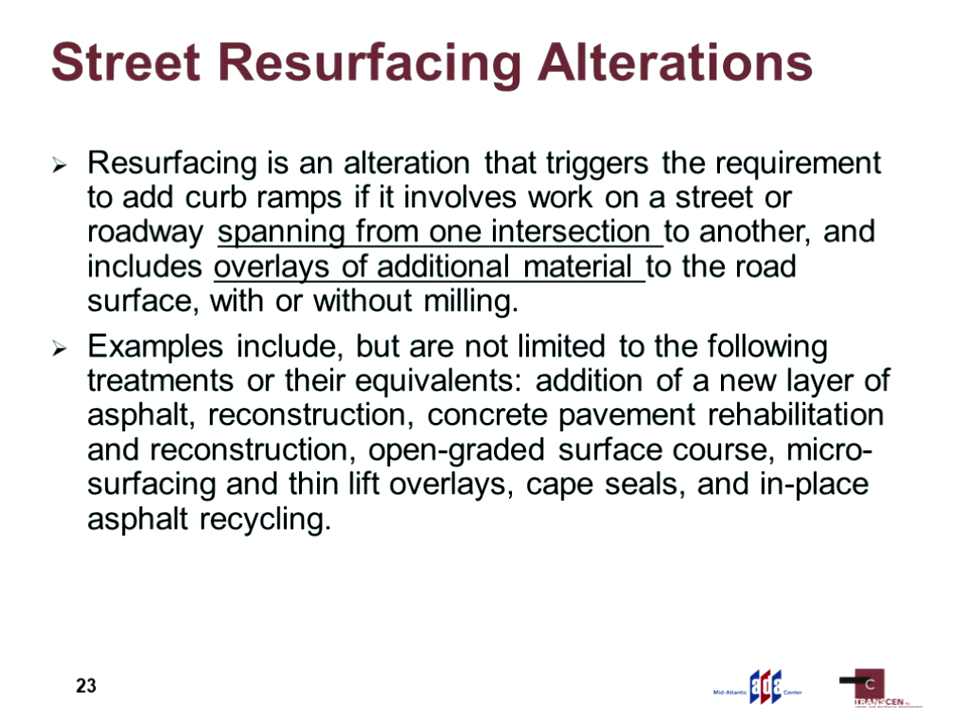 Street Resurfacing Alterations
Resurfacing is an alteration that triggers the requirement
to add curb ramps if it involves work on a street or
roadway spanning from one intersection to another, and
includes overlays of additional material to the road
surface, with or without milling.
Examples include, but are not limited to the following
treatments or their equivalents: addition of a new layer of
asphalt, reconstruction, concrete pavement rehabilitation
and reconstruction, open-graded surface course, micro-
surfacing and thin lift overlays, cape seals, and in-place
asphalt recycling.
23
Mid-Atlantic ada Center
C
TRANSCEN